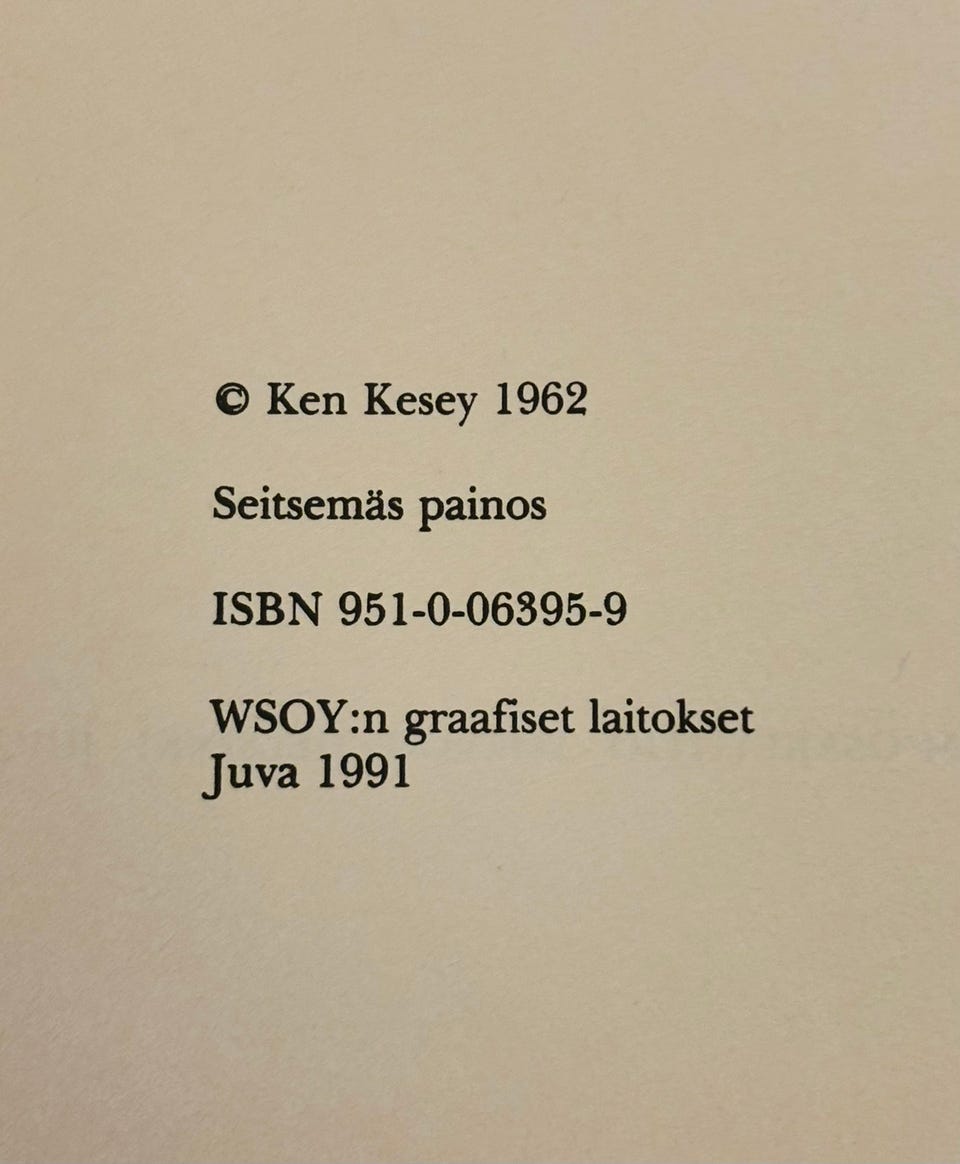 © Ken Kesey 1962
Seitsemäs painos
ISBN 951-0-06395-9
WSOY:n graafiset laitokset
Juva 1991